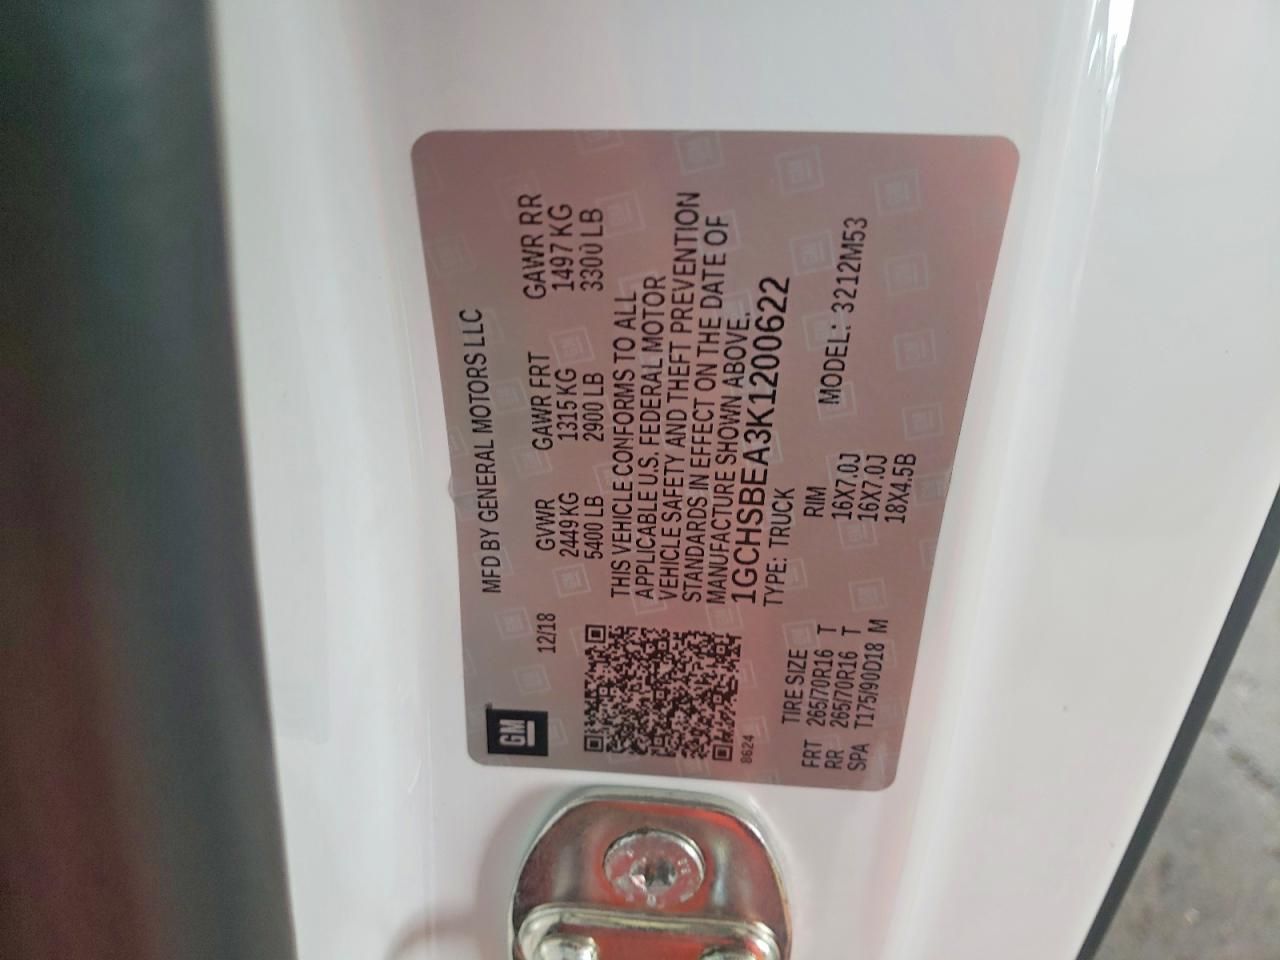 GM
MFD BY GENERAL MOTORS LLC
12/18
GVWR GAWR FRT GAWR RR
2449 KG 1315 KG 1497 KG
5400 LB 2900 LB 3300 LB
THIS VEHICLE CONFORMS TO ALL
APPLICABLE U.S. FEDERAL MOTOR
VEHICLE SAFETY AND THEFT PREVENTION
STANDARDS IN EFFECT ON THE DATE OF
MANUFACTURE SHOWN ABOVE.
1GCHSBEA3K1200622
8624
TYPE: TRUCK
TIRE SIZE RIM MODEL: 3212M53
FRT 265/70R16 T 16X7.0J
RR 265/70R16 T 16X7.0J
SPA T175/90D18 M 18X4.5B